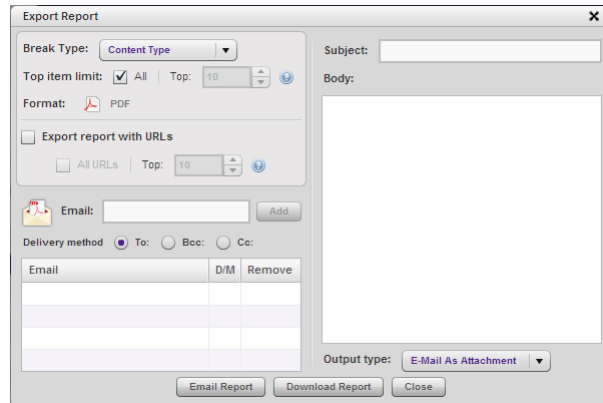 Export Report
Break Type: Content Type
Top item limit: All Top: 10
Format: PDF
Export report with URLs
All URLs Top: 10
Email: Add
Delivery method To: Bcc: Cc:
Email D/M Remove
Subject:
Body:
Output type: E-Mail As Attachment
Email Report Download Report Close